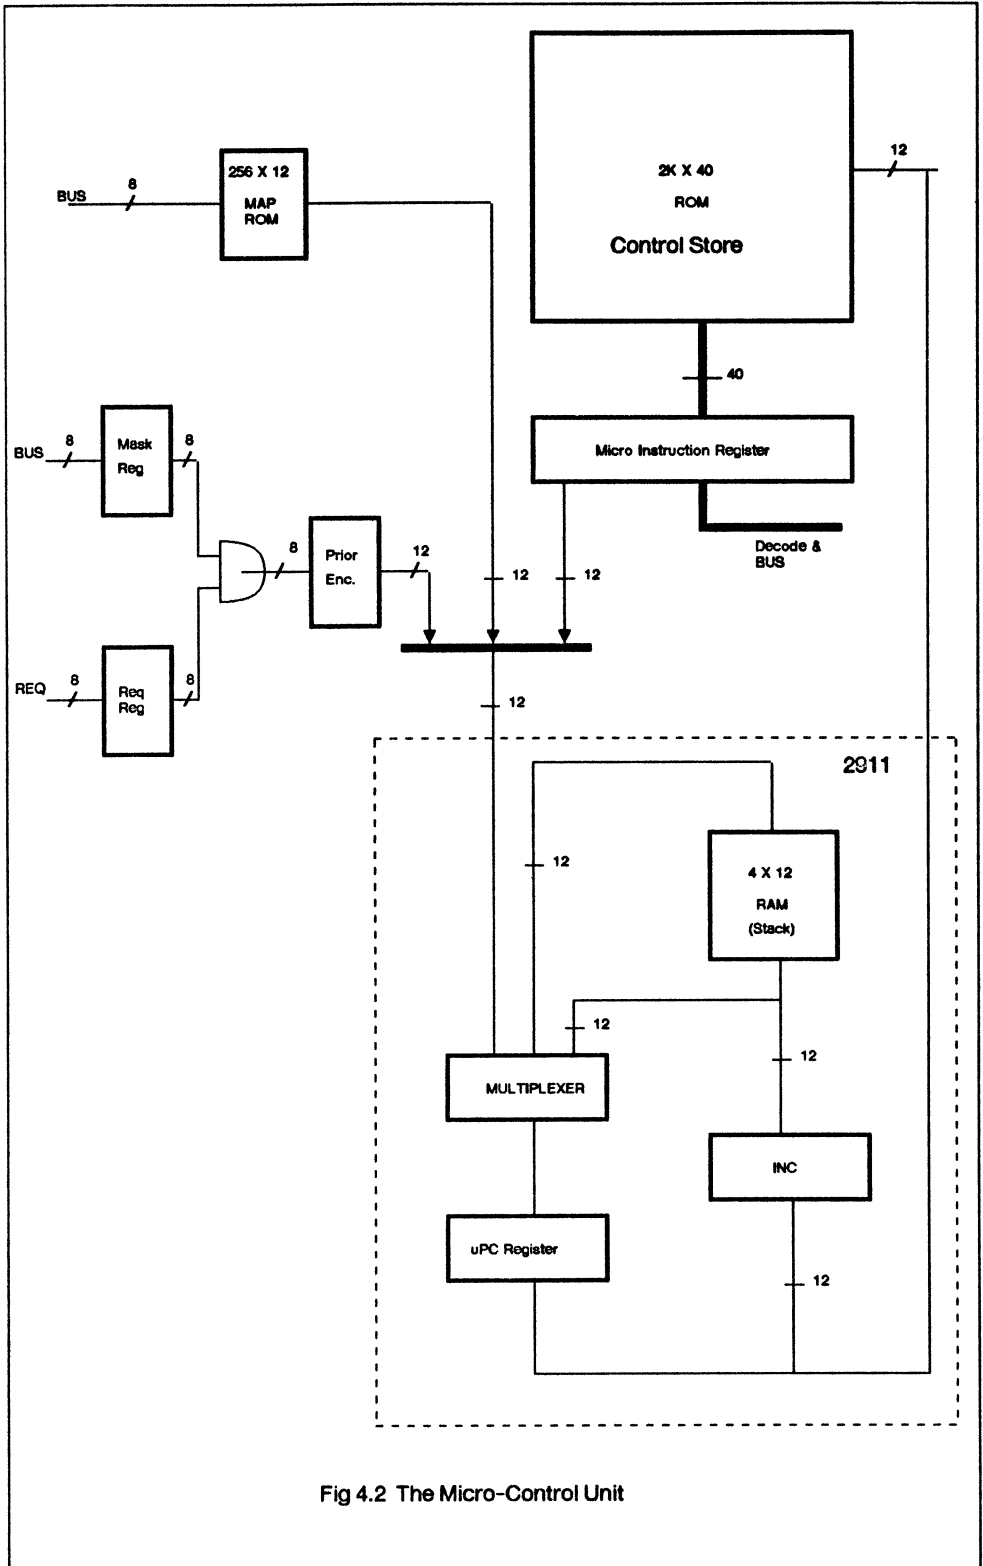 2K X 40
ROM
Control Store
12
256 X 12
MAP
ROM
BUS
8
40
Micro Instruction Register
Decode &
BUS
BUS
8
Mask
Reg
8
8
Prior
Enc.
12
12
12
REQ
8
Req
Reg
8
12
2911
12
4 X 12
RAM
(Stack)
12
12
MULTIPLEXER
INC
uPC Register
12
Fig 4.2 The Micro-Control Unit